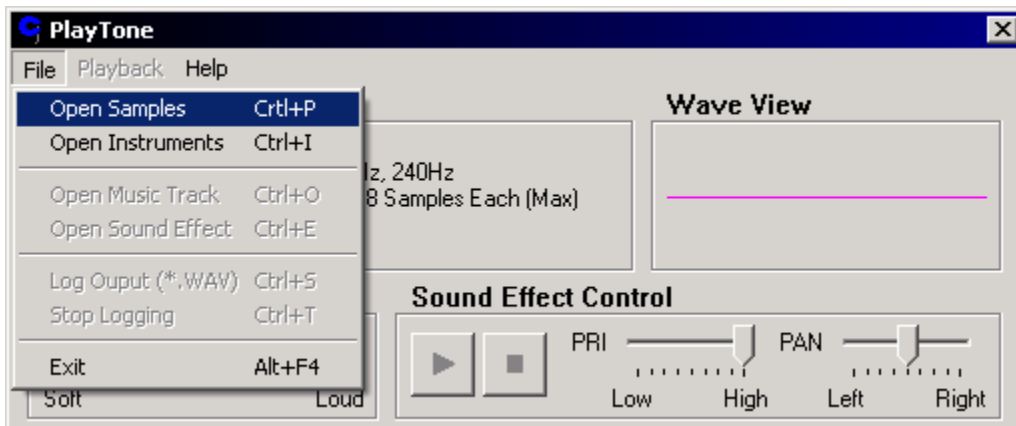 PlayTone
File Playback Help
Open Samples Crtl+P
Open Instruments Ctrl+I
Open Music Track Ctrl+O
Open Sound Effect Ctrl+E
Log Ouput (*.WAV) Ctrl+S
Stop Logging Ctrl+T
Exit Alt+F4
z, 240Hz
8 Samples Each (Max)
Wave View
Soft Loud
Sound Effect Control
PRI PAN
Low High Left Right